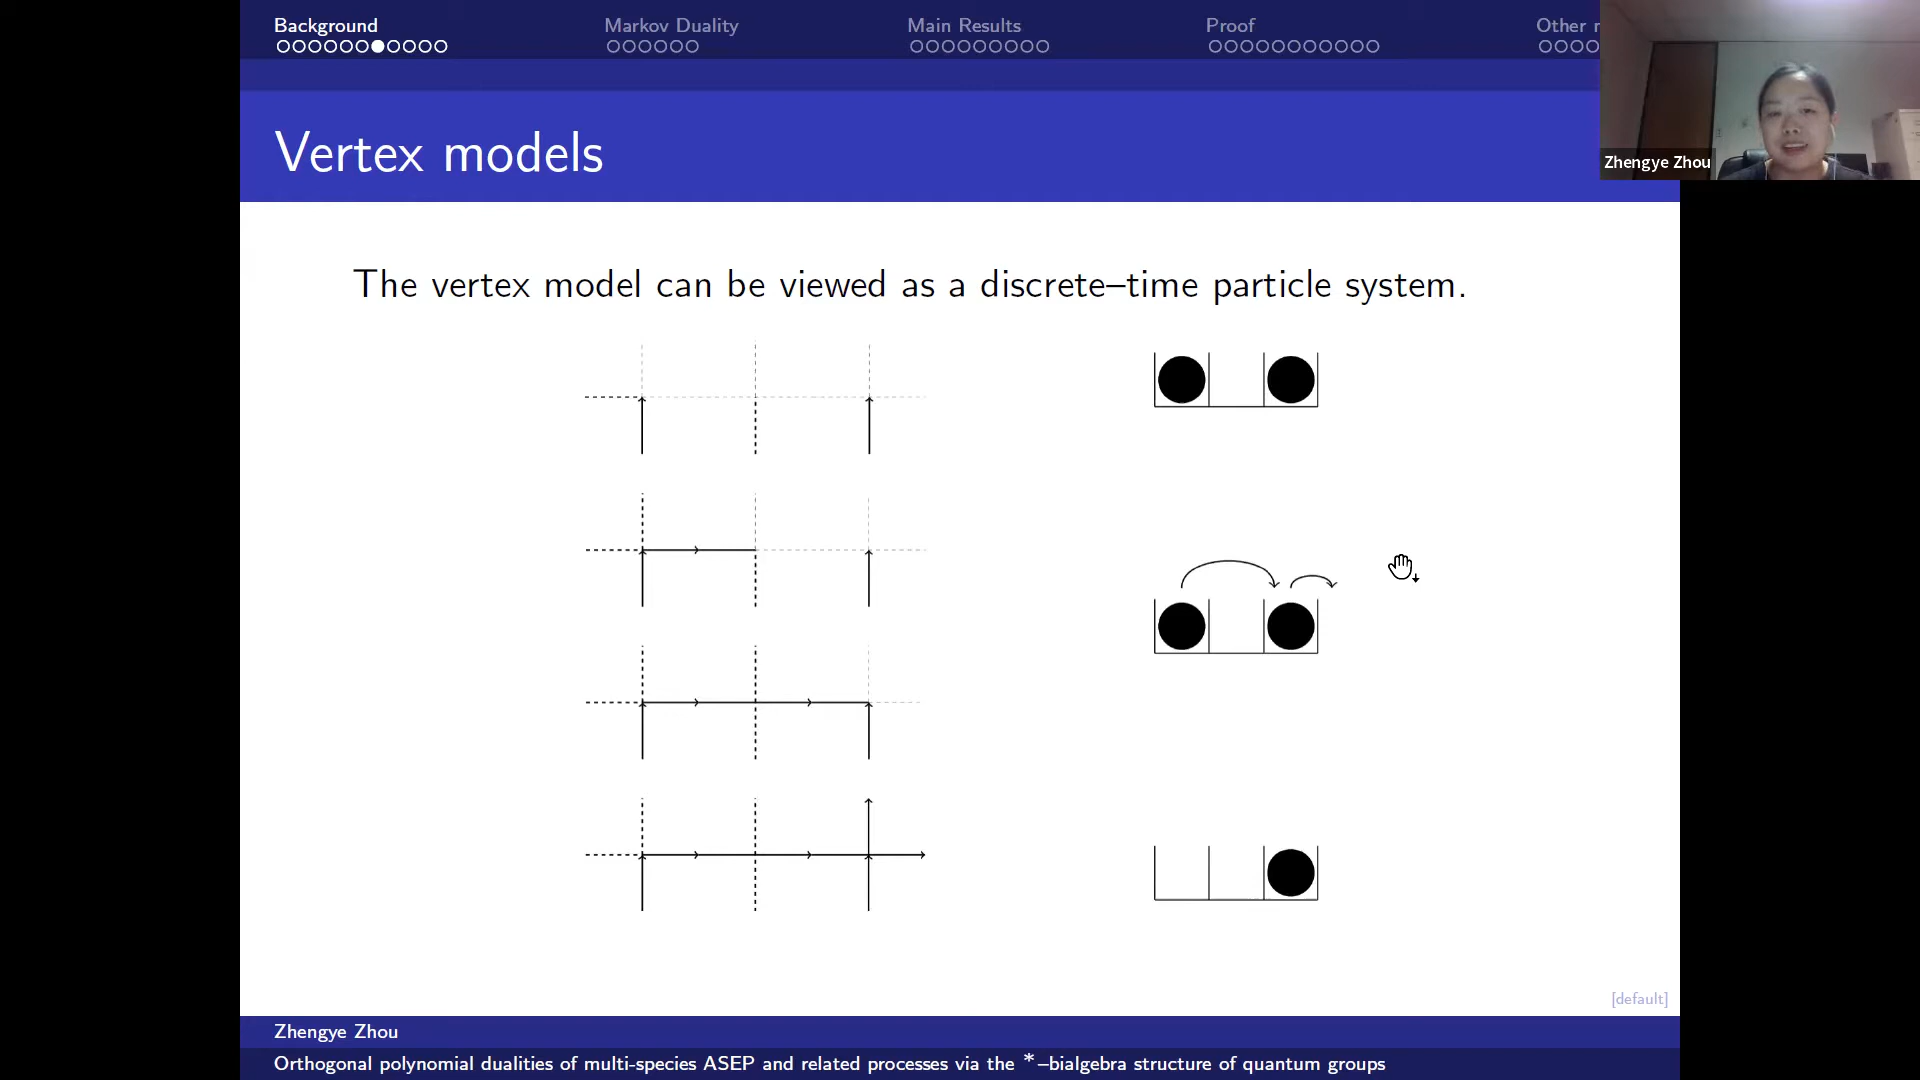 Background
Markov Duality
Main Results
Proof
Other
Zhengye Zhou
Vertex models
The vertex model can be viewed as a discrete–time particle system.
[default]
Zhengye Zhou
Orthogonal polynomial dualities of multi-species ASEP and related processes via the *–bialgebra structure of quantum groups